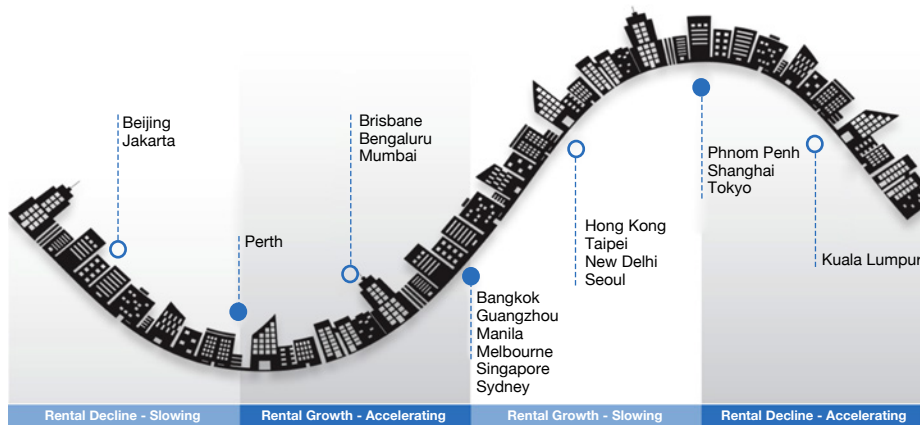 Beijing
Jakarta
Perth
Brisbane
Bengaluru
Mumbai
Bangkok
Guangzhou
Manila
Melbourne
Singapore
Sydney
Hong Kong
Taipei
New Delhi
Seoul
Phnom Penh
Shanghai
Tokyo
Kuala Lumpur
Rental Decline - Slowing
Rental Growth - Accelerating
Rental Growth - Slowing
Rental Decline - Accelerating